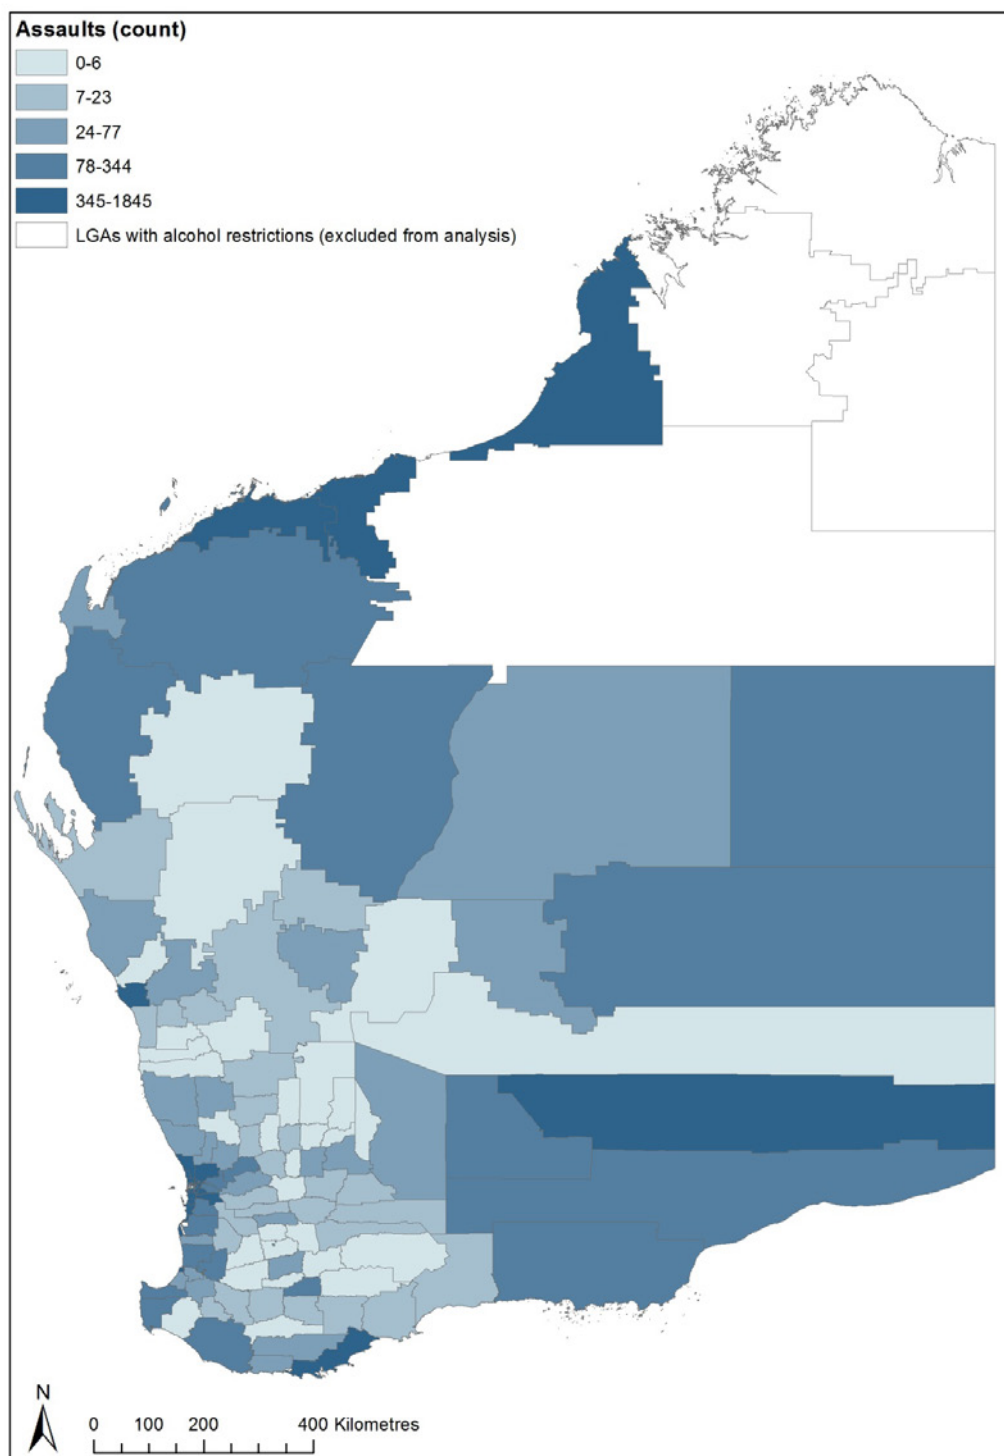 Assaults (count)
0-6
7-23
24-77
78-344
345-1845
LGAs with alcohol restrictions (excluded from analysis)
N
0 100 200 400 Kilometres